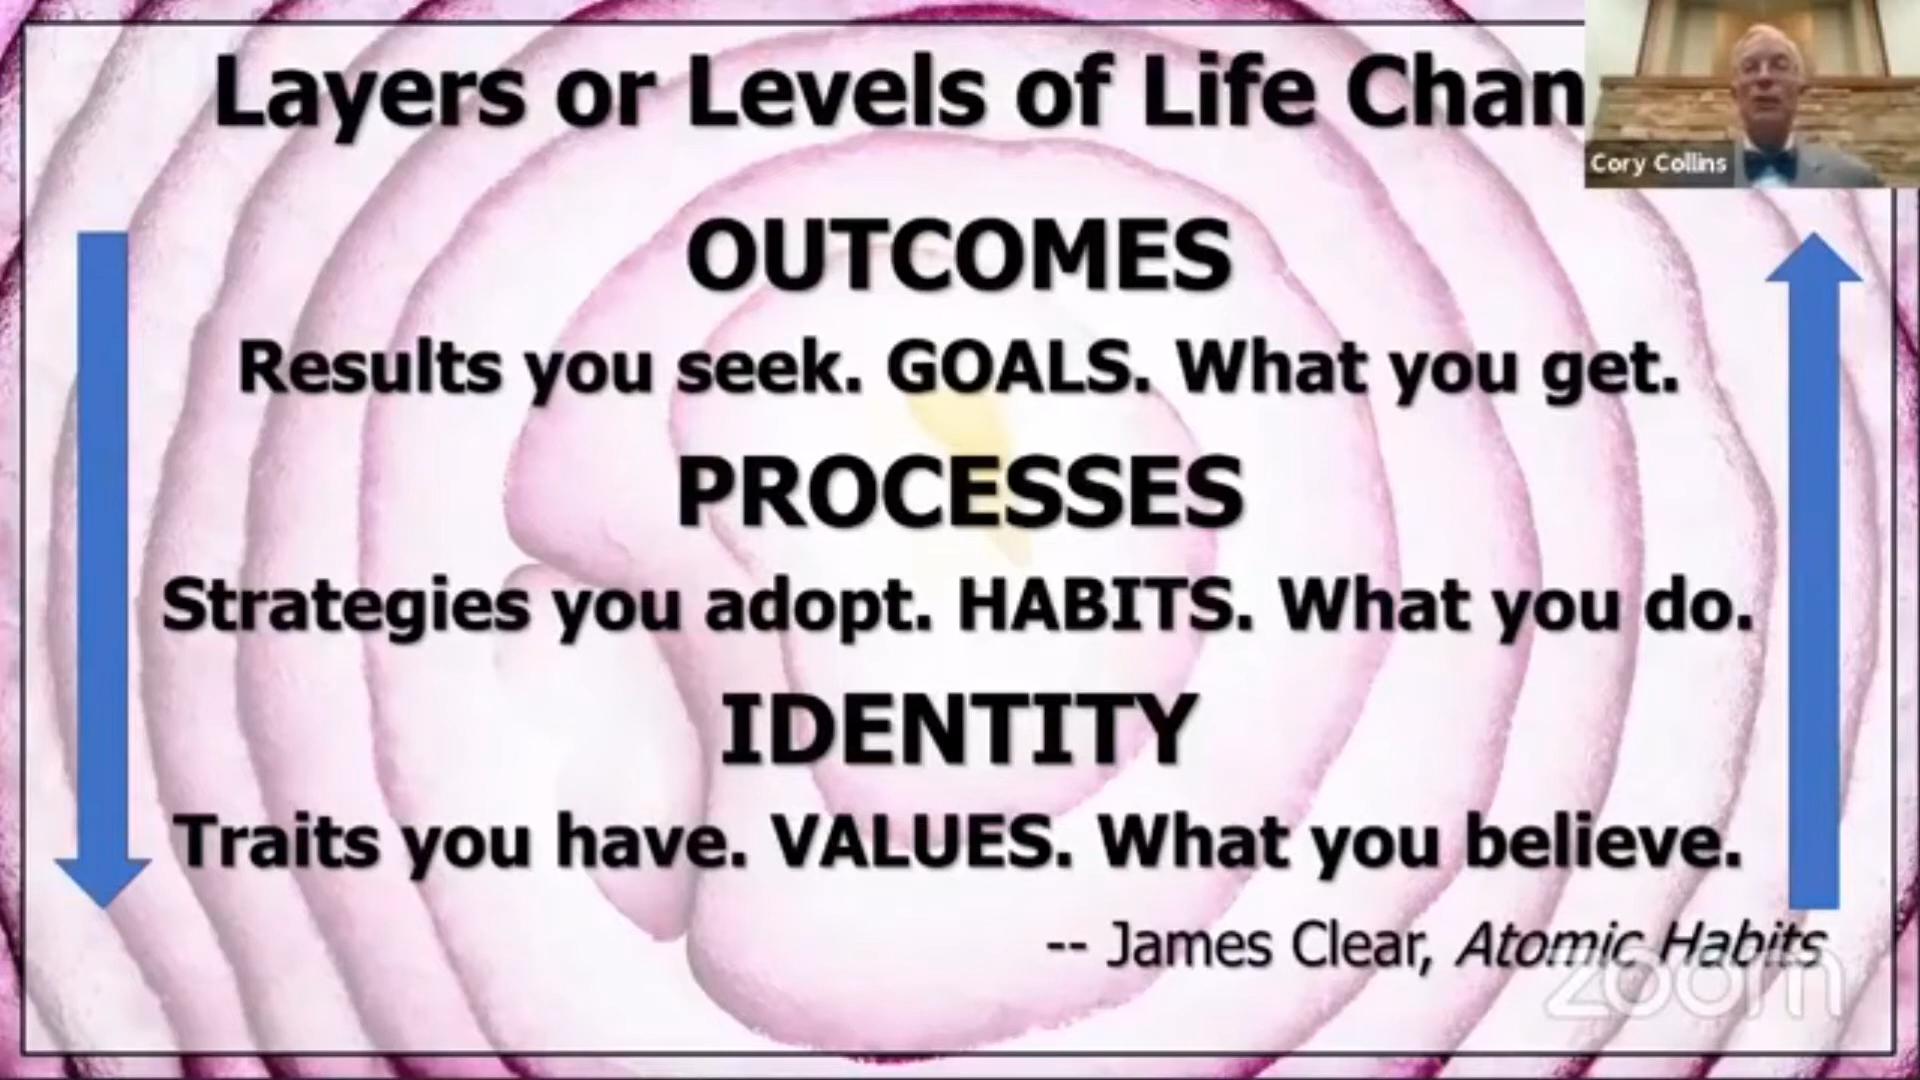 Layers or Levels of Life Chan
Cory Collins
OUTCOMES
Results you seek. GOALS. What you get.
PROCESSES
Strategies you adopt. HABITS. What you do.
IDENTITY
Traits you have. VALUES. What you believe.
-- James Clear, Atomic Habits
zoom